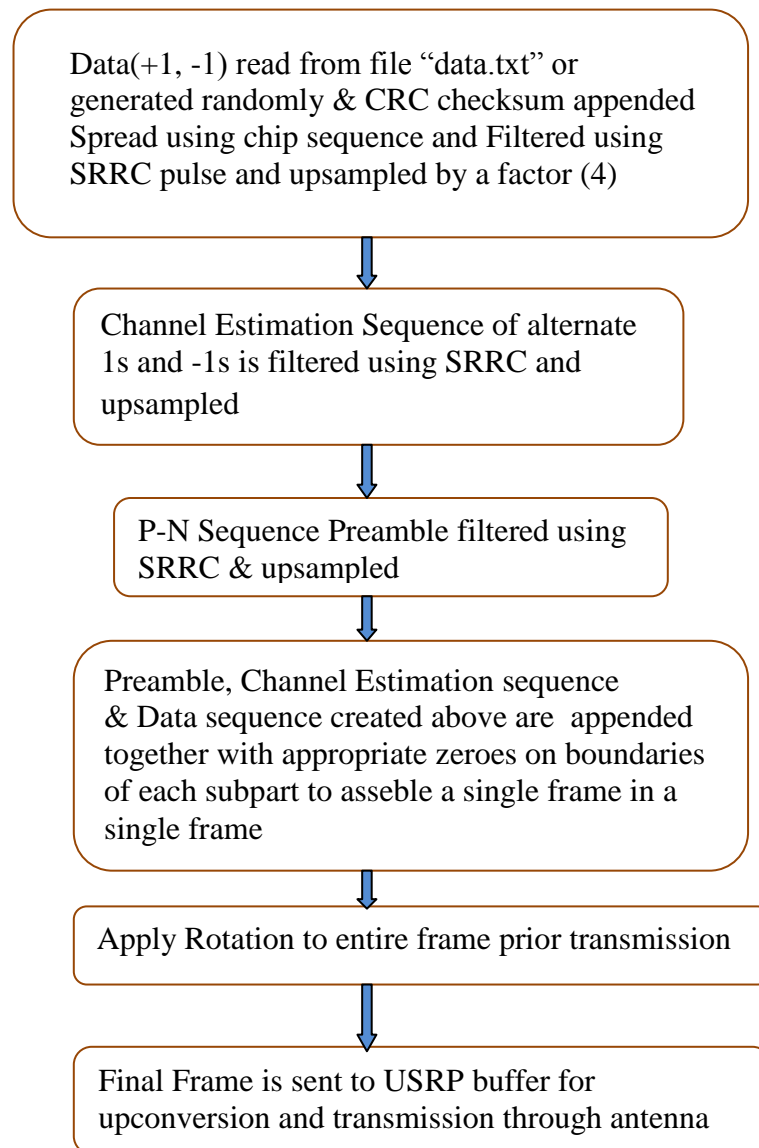 Data(+1, -1) read from file “data.txt” or
generated randomly & CRC checksum appended
Spread using chip sequence and Filtered using
SRRC pulse and upsampled by a factor (4)
Channel Estimation Sequence of alternate
1s and -1s is filtered using SRRC and
upsampled
P-N Sequence Preamble filtered using
SRRC & upsampled
Preamble, Channel Estimation sequence
& Data sequence created above are appended
together with appropriate zeroes on boundaries
of each subpart to asseble a single frame in a
single frame
Apply Rotation to entire frame prior transmission
Final Frame is sent to USRP buffer for
upconversion and transmission through antenna